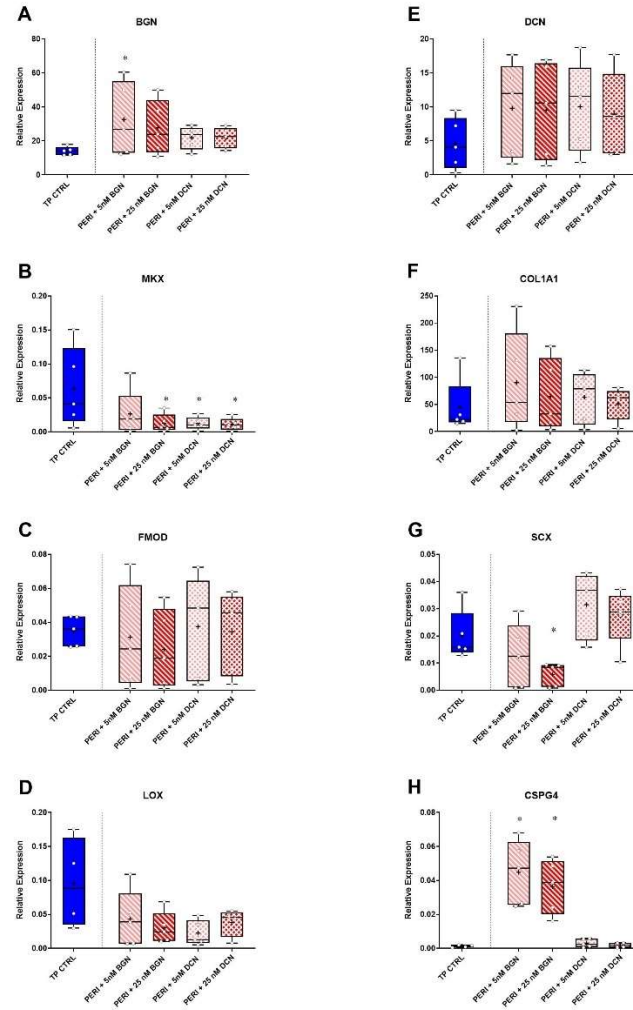 A
BGN
Relative Expression
80
60
40
20
0
*
TP CTRL
PERI + 5nM BGN
PERI + 25 nM BGN
PERI + 5nM DCN
PERI + 25 nM DCN
E
DCN
Relative Expression
20
15
10
5
0
TP CTRL
PERI + 5nM BGN
PERI + 25 nM BGN
PERI + 5nM DCN
PERI + 25 nM DCN
B
MKX
Relative Expression
0.20
0.15
0.10
0.05
0.00
* * *
TP CTRL
PERI + 5nM BGN
PERI + 25 nM BGN
PERI + 5nM DCN
PERI + 25 nM DCN
F
COL1A1
Relative Expression
250
200
150
100
50
0
TP CTRL
PERI + 5nM BGN
PERI + 25 nM BGN
PERI + 5nM DCN
PERI + 25 nM DCN
C
FMOD
Relative Expression
0.08
0.06
0.04
0.02
0.00
TP CTRL
PERI + 5nM BGN
PERI + 25 nM BGN
PERI + 5nM DCN
PERI + 25 nM DCN
G
SCX
Relative Expression
0.05
0.04
0.03
0.02
0.01
0.00
*
TP CTRL
PERI + 5nM BGN
PERI + 25 nM BGN
PERI + 5nM DCN
PERI + 25 nM DCN
D
LOX
Relative Expression
0.20
0.15
0.10
0.05
0.00
TP CTRL
PERI + 5nM BGN
PERI + 25 nM BGN
PERI + 5nM DCN
PERI + 25 nM DCN
H
CSPG4
Relative Expression
0.08
0.06
0.04
0.02
0.00
* *
TP CTRL
PERI + 5nM BGN
PERI + 25 nM BGN
PERI + 5nM DCN
PERI + 25 nM DCN